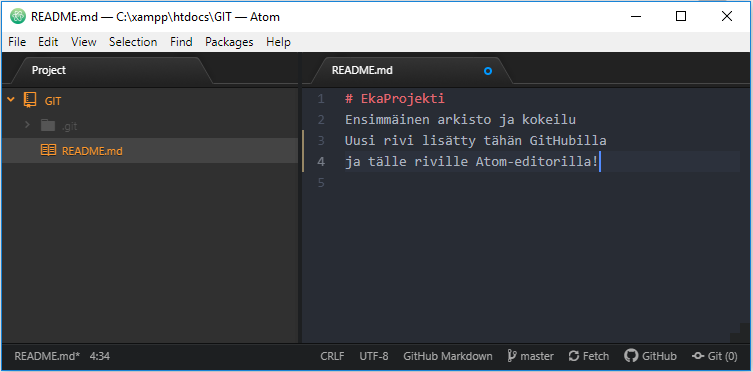 README.md — C:\xampp\htdocs\GIT — Atom
File Edit View Selection Find Packages Help
Project
README.md
GIT
.git
README.md
1 # EkaProjekti
2 Ensimmäinen arkisto ja kokeilu
3 Uusi rivi lisätty tähän GitHubilla
4 ja tälle riville Atom-editorilla!
5
README.md* 4:34 CRLF UTF-8 GitHub Markdown master Fetch GitHub Git (0)